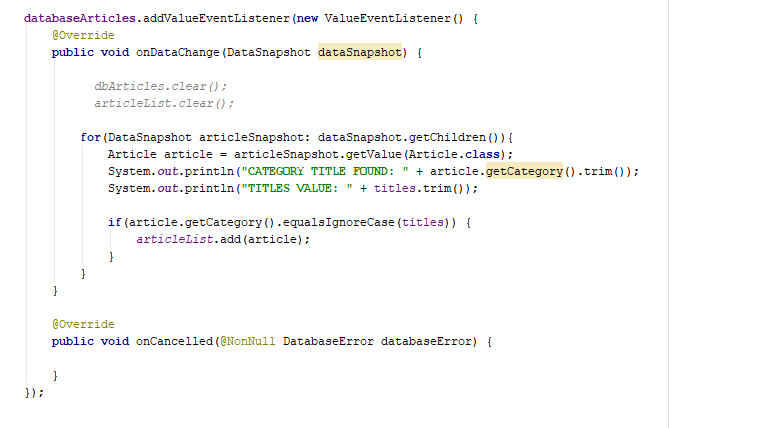 databaseArticles.addValueEventListener(new ValueEventListener() {
@Override
public void onDataChange(DataSnapshot dataSnapshot) {
dbArticles.clear();
articleList.clear();
for(DataSnapshot articleSnapshot: dataSnapshot.getChildren()){
Article article = articleSnapshot.getValue(Article.class);
System.out.println("CATEGORY TITLE FOUND: " + article.getCategory().trim());
System.out.println("TITLES VALUE: " + titles.trim());
if(article.getCategory().equalsIgnoreCase(titles)) {
articleList.add(article);
}
}
}
@Override
public void onCancelled(@NonNull DatabaseError databaseError) {
}
});